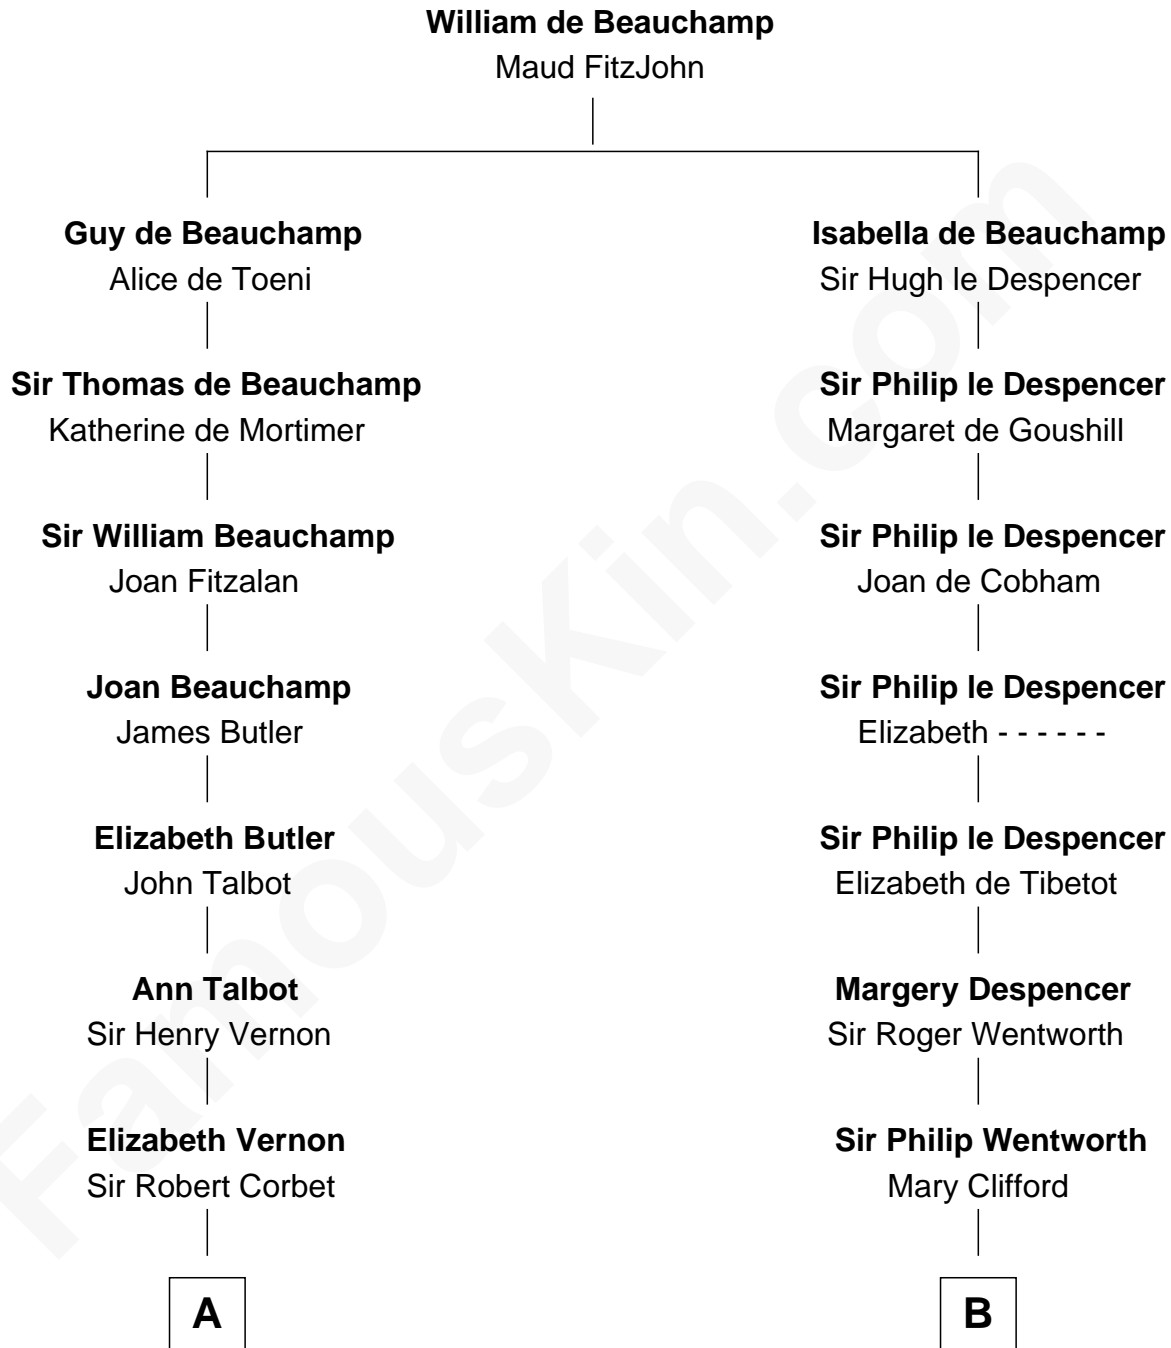 William de Beauchamp
Maud FitzJohn
Guy de Beauchamp
Alice de Toeni
Isabella de Beauchamp
Sir Hugh le Despencer
Sir Thomas de Beauchamp
Katherine de Mortimer
Sir Philip le Despencer
Margaret de Goushill
Sir William Beauchamp
Joan Fitzalan
Sir Philip le Despencer
Joan de Cobham
Joan Beauchamp
James Butler
Sir Philip le Despencer
Elizabeth - - - - - -
Elizabeth Butler
John Talbot
Sir Philip le Despencer
Elizabeth de Tibetot
Ann Talbot
Sir Henry Vernon
Margery Despencer
Sir Roger Wentworth
Elizabeth Vernon
Sir Robert Corbet
Sir Philip Wentworth
Mary Clifford
A
B
FamousKin.com